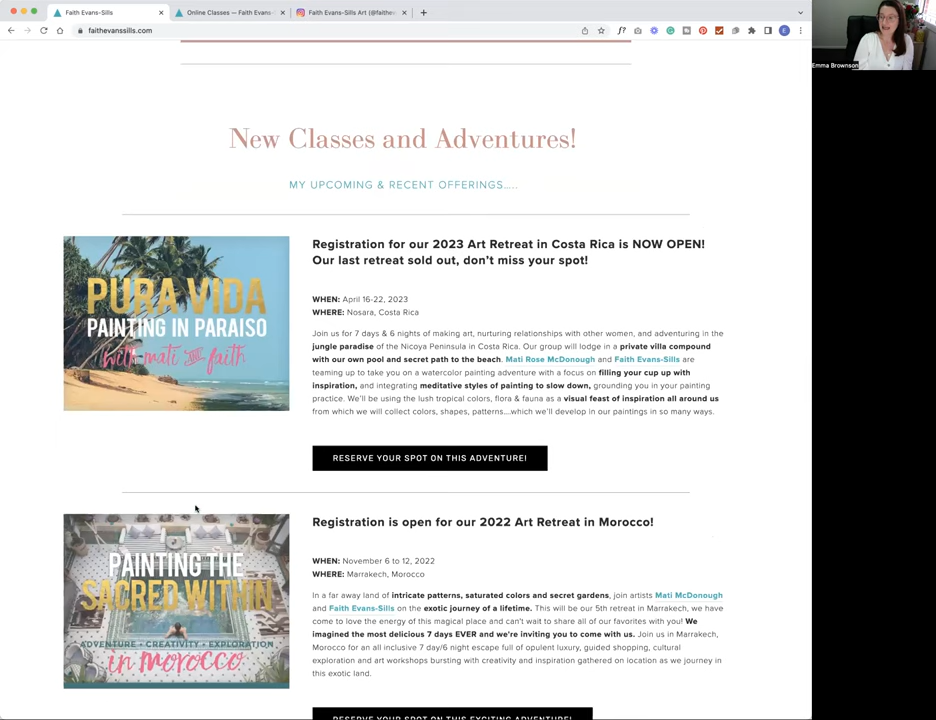 Faith Evans-Sills
Online Classes — Faith Evans-
Faith Evans Sills Art (@faithe
faithevanssills.com
Emma Brownson
New Classes and Adventures!
MY UPCOMING & RECENT OFFERINGS.....
PURA VIDA
PAINTING IN PARAISO
with mati and faith
Registration for our 2023 Art Retreat in Costa Rica is NOW OPEN!
Our last retreat sold out, don't miss your spot!
WHEN: April 16-22, 2023
WHERE: Nosara, Costa Rica
Join us for 7 days & 6 nights of making art, nurturing relationships with other women, and adventuring in the
jungle paradise of the Nicoya Peninsula in Costa Rica. Our group will lodge in a private villa compound
with our own pool and secret path to the beach. Mati Rose McDonough and Faith Evans-Sills are
teaming up to take you on a watercolor painting adventure with a focus on filling your cup up with
inspiration, and integrating meditative styles of painting to slow down, grounding you in your painting
practice. We'll be using the lush tropical colors, flora & fauna as a visual feast of inspiration all around us
from which we will collect colors, shapes, patterns....which we'll develop in our paintings in so many ways.
RESERVE YOUR SPOT ON THIS ADVENTURE!
PAINTING THE
SACRED WITHIN
ADVENTURE + CREATIVITY + EXPLORATION
in morocco
Registration is open for our 2022 Art Retreat in Morocco!
WHEN: November 6 to 12, 2022
WHERE: Marrakech, Morocco
In a far away land of intricate patterns, saturated colors and secret gardens, join artists Mati McDonough
and Faith Evans-Sills on the exotic journey of a lifetime. This will be our 5th retreat in Marrakech, we have
come to love the energy of this magical place and can't wait to share all of our favorites with you! We
imagined the most delicious 7 days EVER and we're inviting you to come with us. Join us in Marrakech,
Morocco for an all inclusive 7 day/6 night escape full of opulent luxury, guided shopping, cultural
exploration and art workshops bursting with creativity and inspiration gathered on location as we journey in
this exotic land.
RESERVE YOUR SPOT ON THIS EXCITING ADVENTURE!